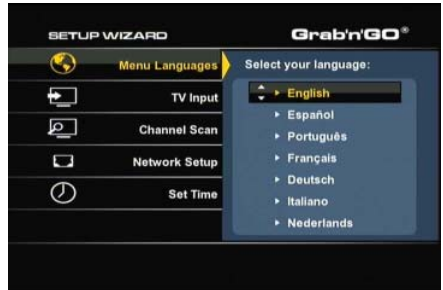 SETUP WIZARD
Grab'n'GO®
Menu Languages
TV Input
Channel Scan
Network Setup
Set Time
Select your language:
English
Español
Português
Français
Deutsch
Italiano
Nederlands